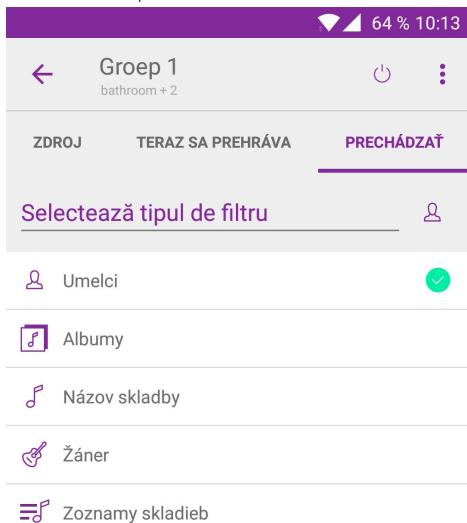 64 % 10:13
Groep 1
bathroom + 2
ZDROJ TERAZ SA PREHRÁVA PRECHÁDZAŤ
Selectează tipul de filtru
Umelci
Albumy
Názov skladby
Žáner
Zoznamy skladieb